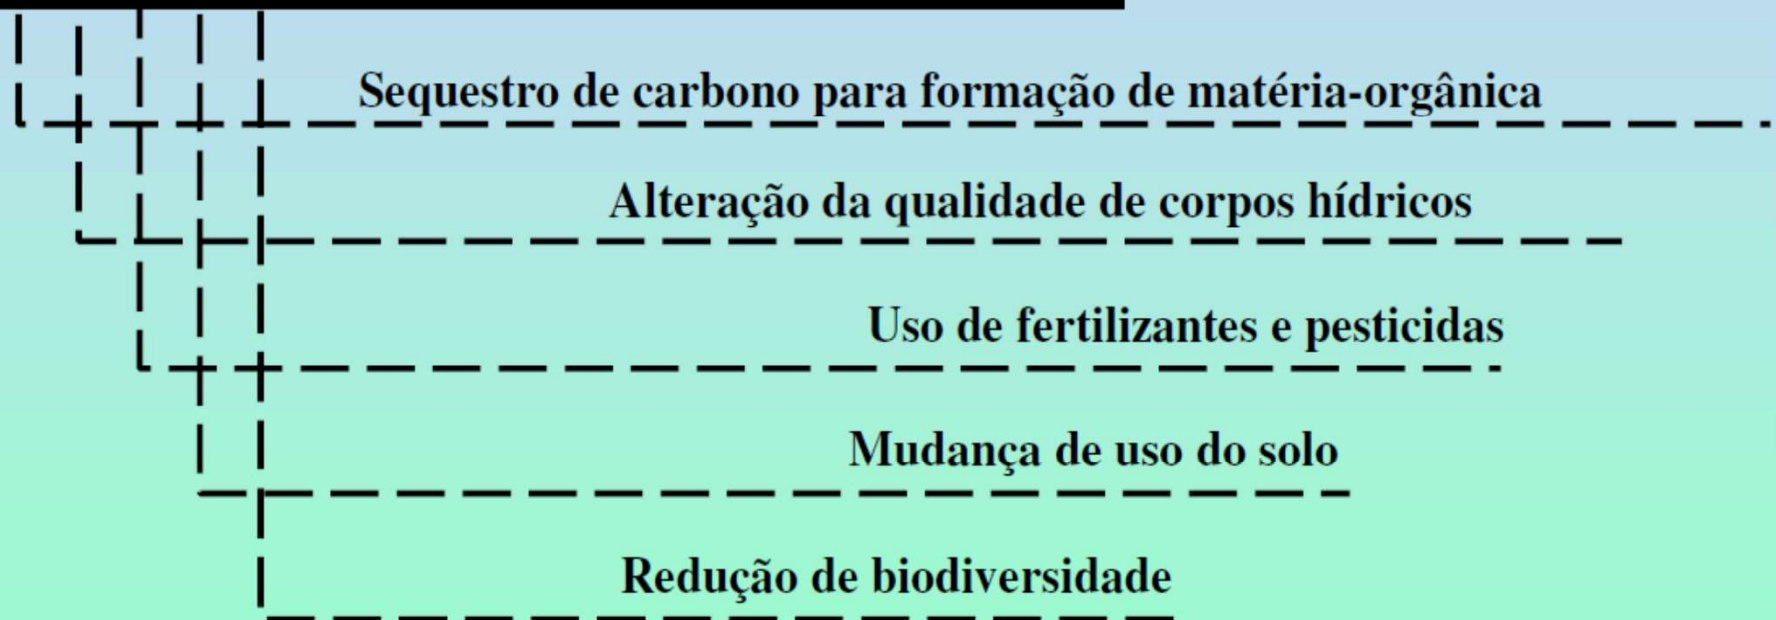 Sequestro de carbono para formação de matéria-orgânica
Alteração da qualidade de corpos hídricos
Uso de fertilizantes e pesticidas
Mudança de uso do solo
Redução de biodiversidade